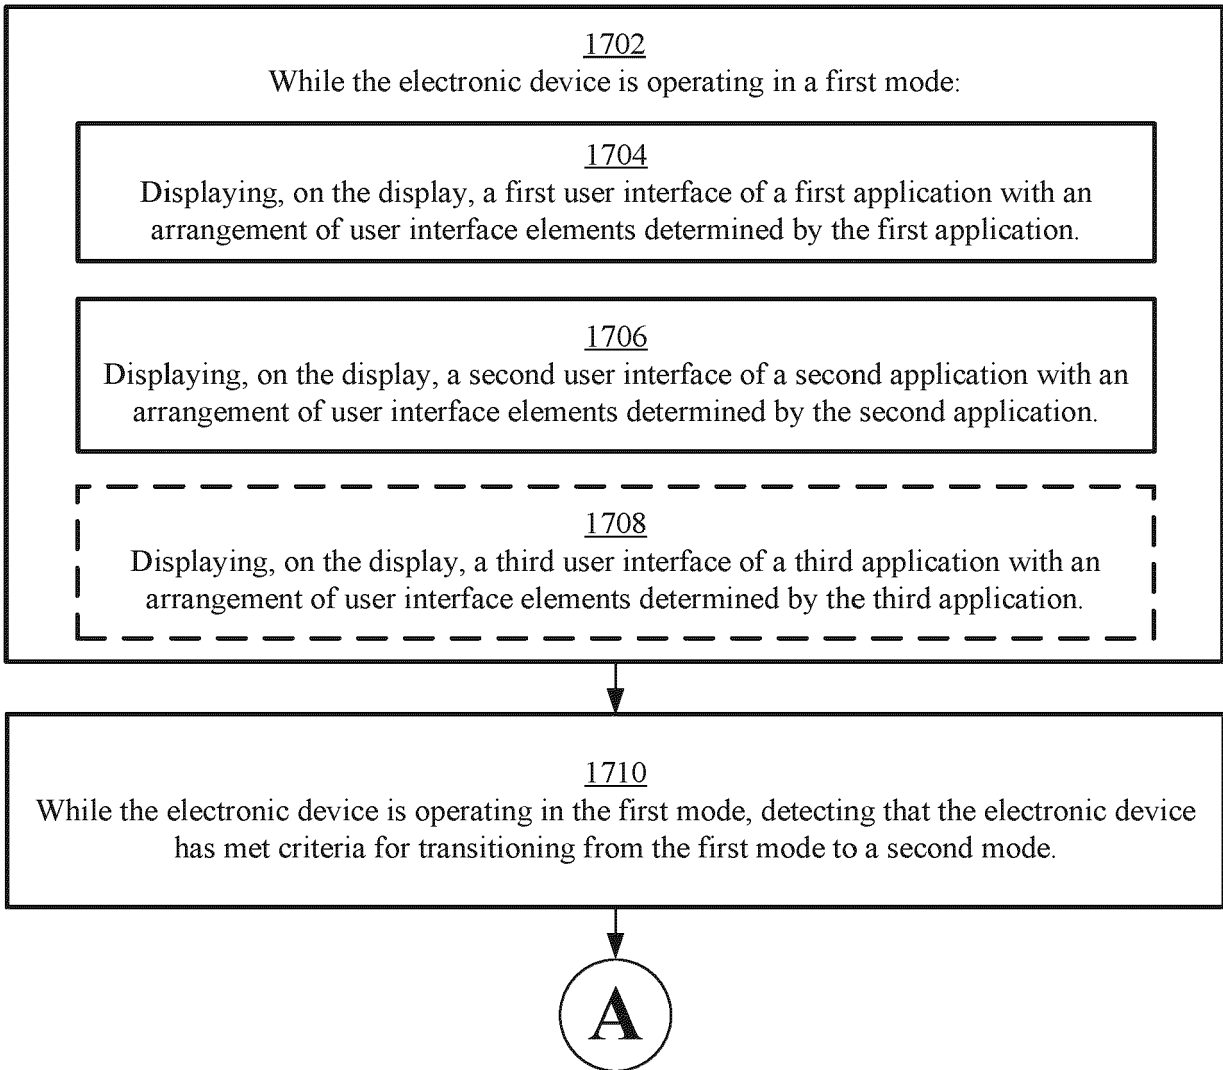 1702
While the electronic device is operating in a first mode:
1704
Displaying, on the display, a first user interface of a first application with an
arrangement of user interface elements determined by the first application.
1706
Displaying, on the display, a second user interface of a second application with an
arrangement of user interface elements determined by the second application.
1708
Displaying, on the display, a third user interface of a third application with an
arrangement of user interface elements determined by the third application.
1710
While the electronic device is operating in the first mode, detecting that the electronic device
has met criteria for transitioning from the first mode to a second mode.
A